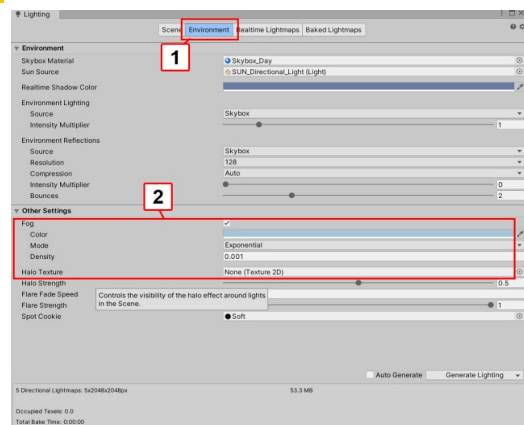 Lighting
Scene Environment Realtime Lightmaps Baked Lightmaps
1
Environment
Skybox Material Skybox_Day
Sun Source SUN_Directional_Light (Light)
Realtime Shadow Color
Environment Lighting
Source Skybox
Intensity Multiplier 1
Environment Reflections
Source Skybox
Resolution 128
Compression Auto
Intensity Multiplier 0
Bounces 2
2
Other Settings
Fog
Color
Mode Exponential
Density 0.001
Halo Texture None (Texture 2D)
Halo Strength 0.5
Flare Fade Speed
Controls the visibility of the halo effect around lights
in the Scene.
Flare Strength 1
Spot Cookie Soft
Auto Generate Generate Lighting
5 Directional Lightmaps: 5x2048x2048px 53.3 MB
Occupied Texels: 0.0
Total Bake Time: 0:00:00